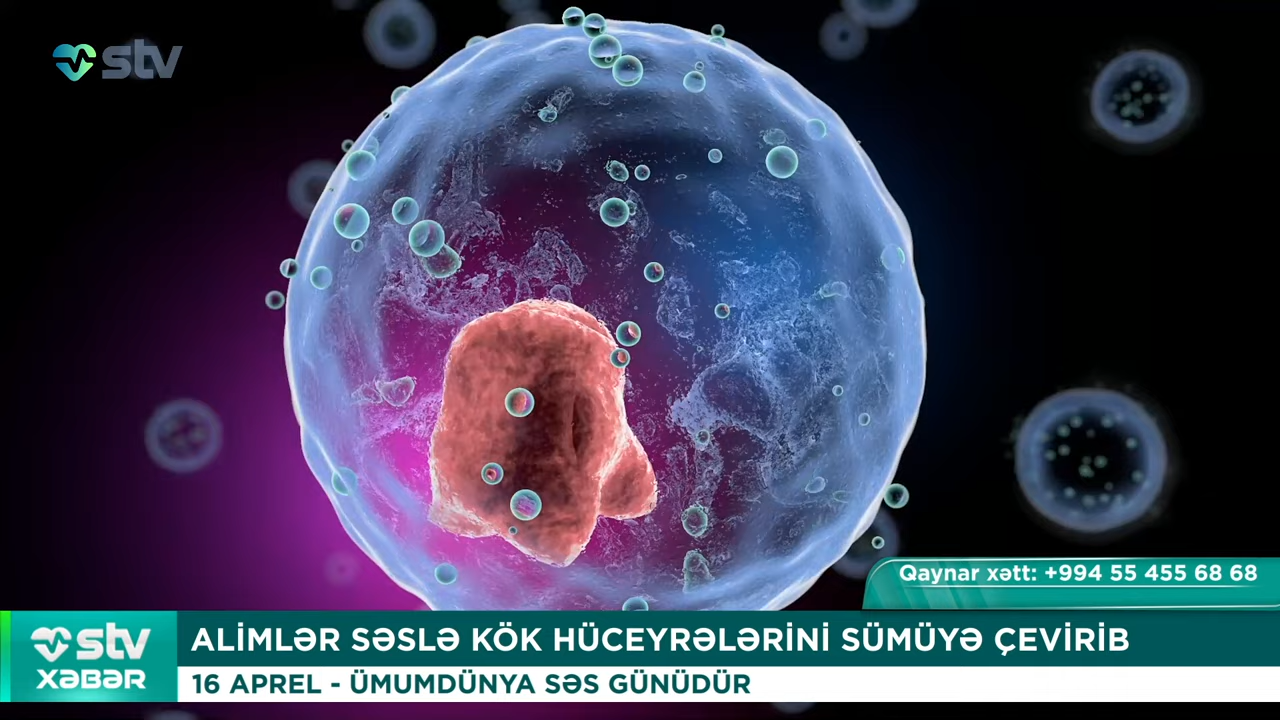 stv
Qaynar xətt: +994 55 455 68 68
stv
XƏBƏR
ALİMLƏR SƏSLƏ KÖK HÜCEYRƏLƏRİNİ SÜMÜYƏ ÇEVİRİB
16 APREL - ÜMUMDÜNYA SƏS GÜNÜDÜR